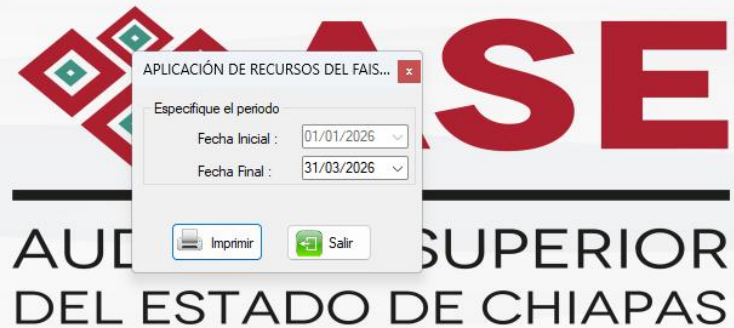 ASE
APLICACIÓN DE RECURSOS DEL FAIS... x
Especifique el periodo
Fecha Inicial : 01/01/2026
Fecha Final : 31/03/2026
Imprimir Salir
SUPERIOR
DEL ESTADO DE CHIAPAS